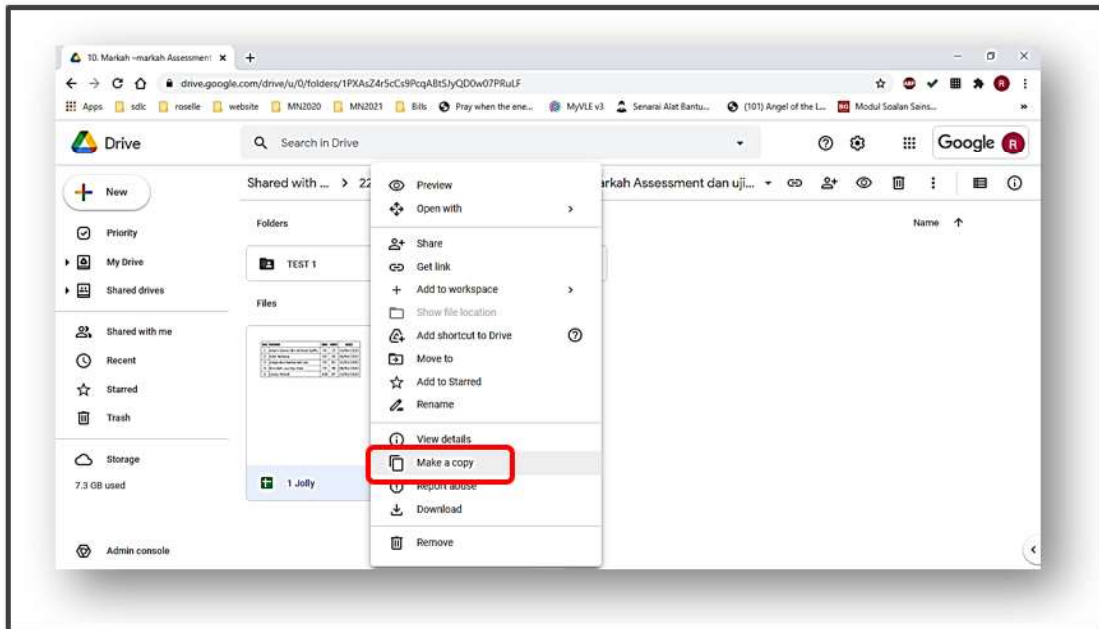 10. Markah –markah Assessment
drive.google.com/drive/u/0/folders/1PXAsZ4r5cCs9PcqABtSJyQD0w07PRuLF
Apps sdlc roselle website MN2020 MN2021 Bills Pray when the ene... MyVLE v3 Senarai Alat Bantu... (101) Angel of the L... Modul Soalan Sains... »
Drive
Search in Drive
Google R
New
Shared with ... > 22
arkah Assessment dan uji...
Priority
My Drive
Shared drives
Shared with me
Recent
Starred
Trash
Storage
7.3 GB used
Admin console
Folders
Name
TEST 1
Files
1 Jolly
Preview
Open with
Share
Get link
Add to workspace
Show file location
Add shortcut to Drive
Move to
Add to Starred
Rename
View details
Make a copy
Report abuse
Download
Remove